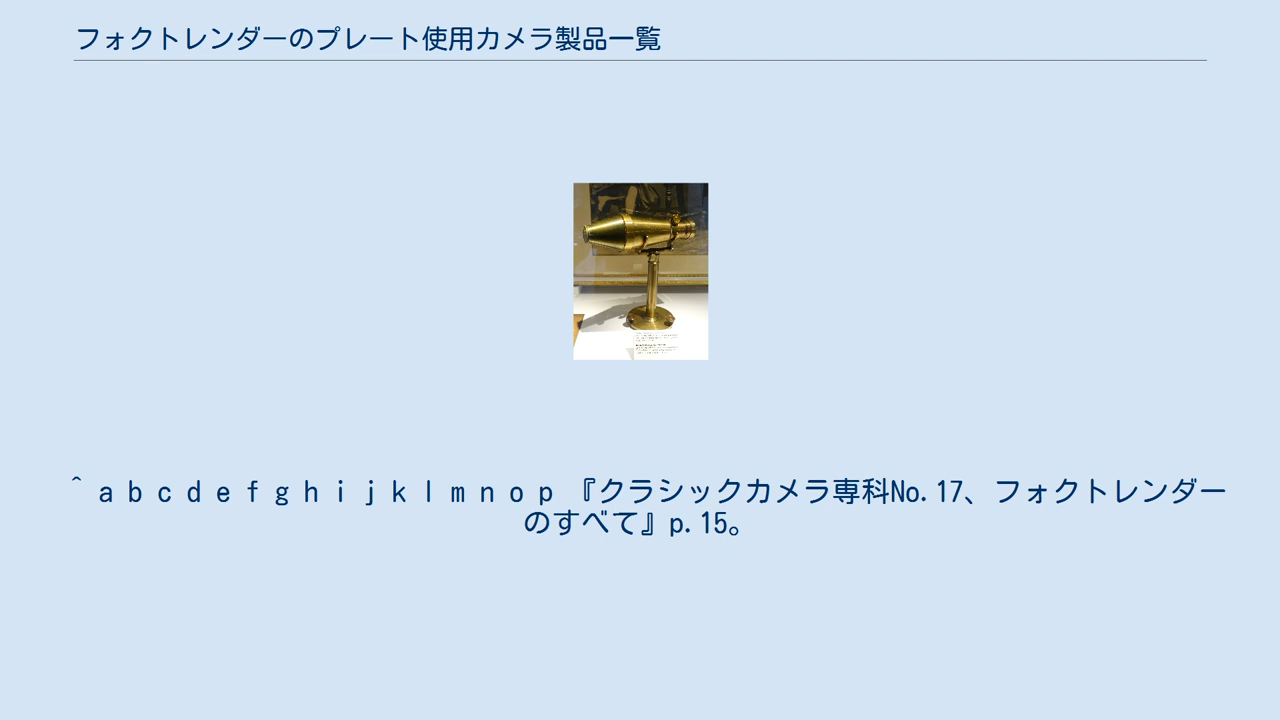 フォクトレンダーのプレート使用カメラ製品一覧
^ a b c d e f g h i j k l m n o p 『クラシックカメラ専科No.17、フォクトレンダー
のすべて』p.15。